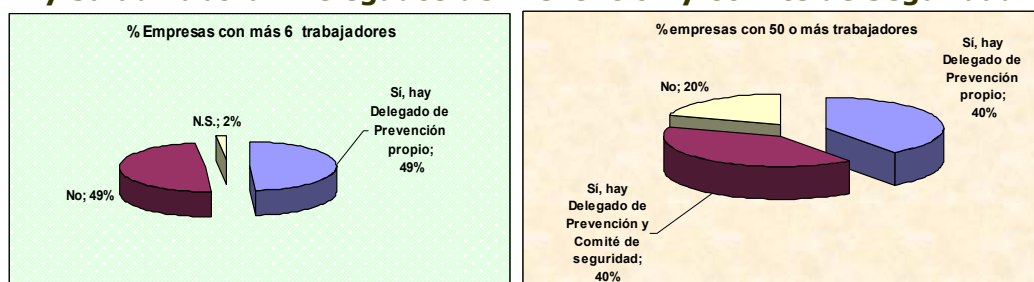 % Empresas con más 6 trabajadores
N.S.; 2%
Sí, hay
Delegado de
Prevención
propio;
49%
No; 49%
% empresas con 50 o más trabajadores
Sí, hay
Delegado de
Prevención
propio;
40%
No; 20%
Sí, hay
Delegado de
Prevención y
Comité de
seguridad;
40%